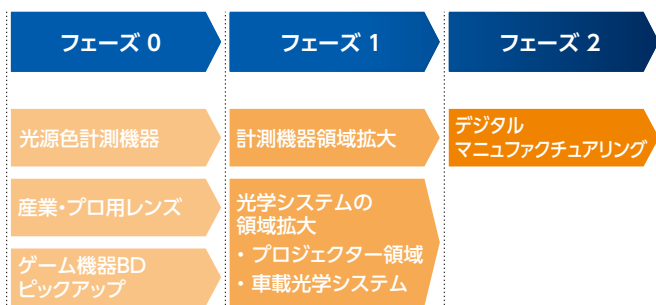 フェーズ 0
フェーズ 1
フェーズ 2
光源色計測機器
計測機器領域拡大
デジタル
マニュファクチュアリング
産業・プロ用レンズ
光学システムの
領域拡大
・プロジェクター領域
・車載光学システム
ゲーム機器BD
ピックアップ